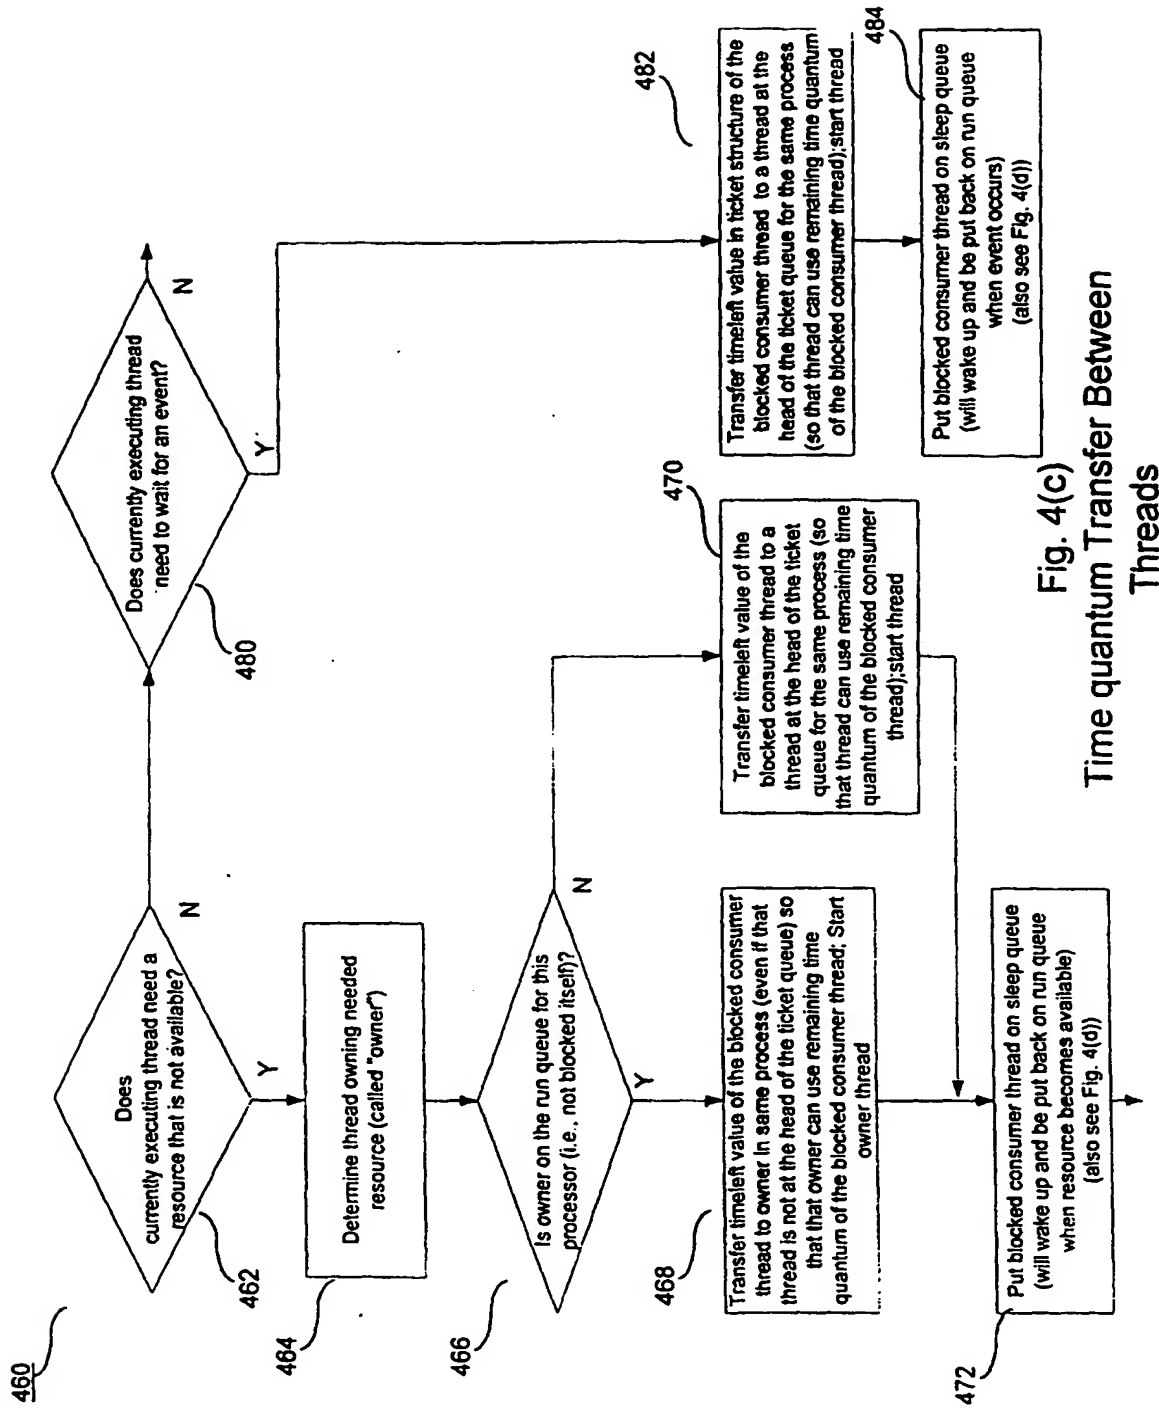 460
Does
currently executing thread need a
resource that is not available?
462
N
Y
Does currently executing thread
need to wait for an event?
480
N
Y
Determine thread owning needed
resource (called "owner")
464
Is owner on the run queue for this
processor (i.e., not blocked itself)?
466
N
Y
Transfer timeleft value of the blocked consumer
thread to owner in same process (even if that
thread is not at the head of the ticket queue) so
that that owner can use remaining time
quantum of the blocked consumer thread; Start
owner thread
468
Transfer timeleft value of the
blocked consumer thread to a
thread at the head of the ticket
queue for the same process (so
that thread can use remaining time
quantum of the blocked consumer
thread);start thread
470
Transfer timeleft value in ticket structure of the
blocked consumer thread to a thread at the
head of the ticket queue for the same process
(so that thread can use remaining time quantum
of the blocked consumer thread);start thread
482
Put blocked consumer thread on sleep queue
(will wake up and be put back on run queue
when resource becomes available)
(also see Fig. 4(d))
472
Put blocked consumer thread on sleep queue
(will wake up and be put back on run queue
when event occurs)
(also see Fig. 4(d))
484
Fig. 4(c)
Time quantum Transfer Between
Threads